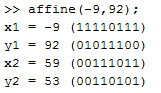 >> affine(-9,92);
x1 = -9 (11110111)
y1 = 92 (01011100)
x2 = 59 (00111011)
y2 = 53 (00110101)